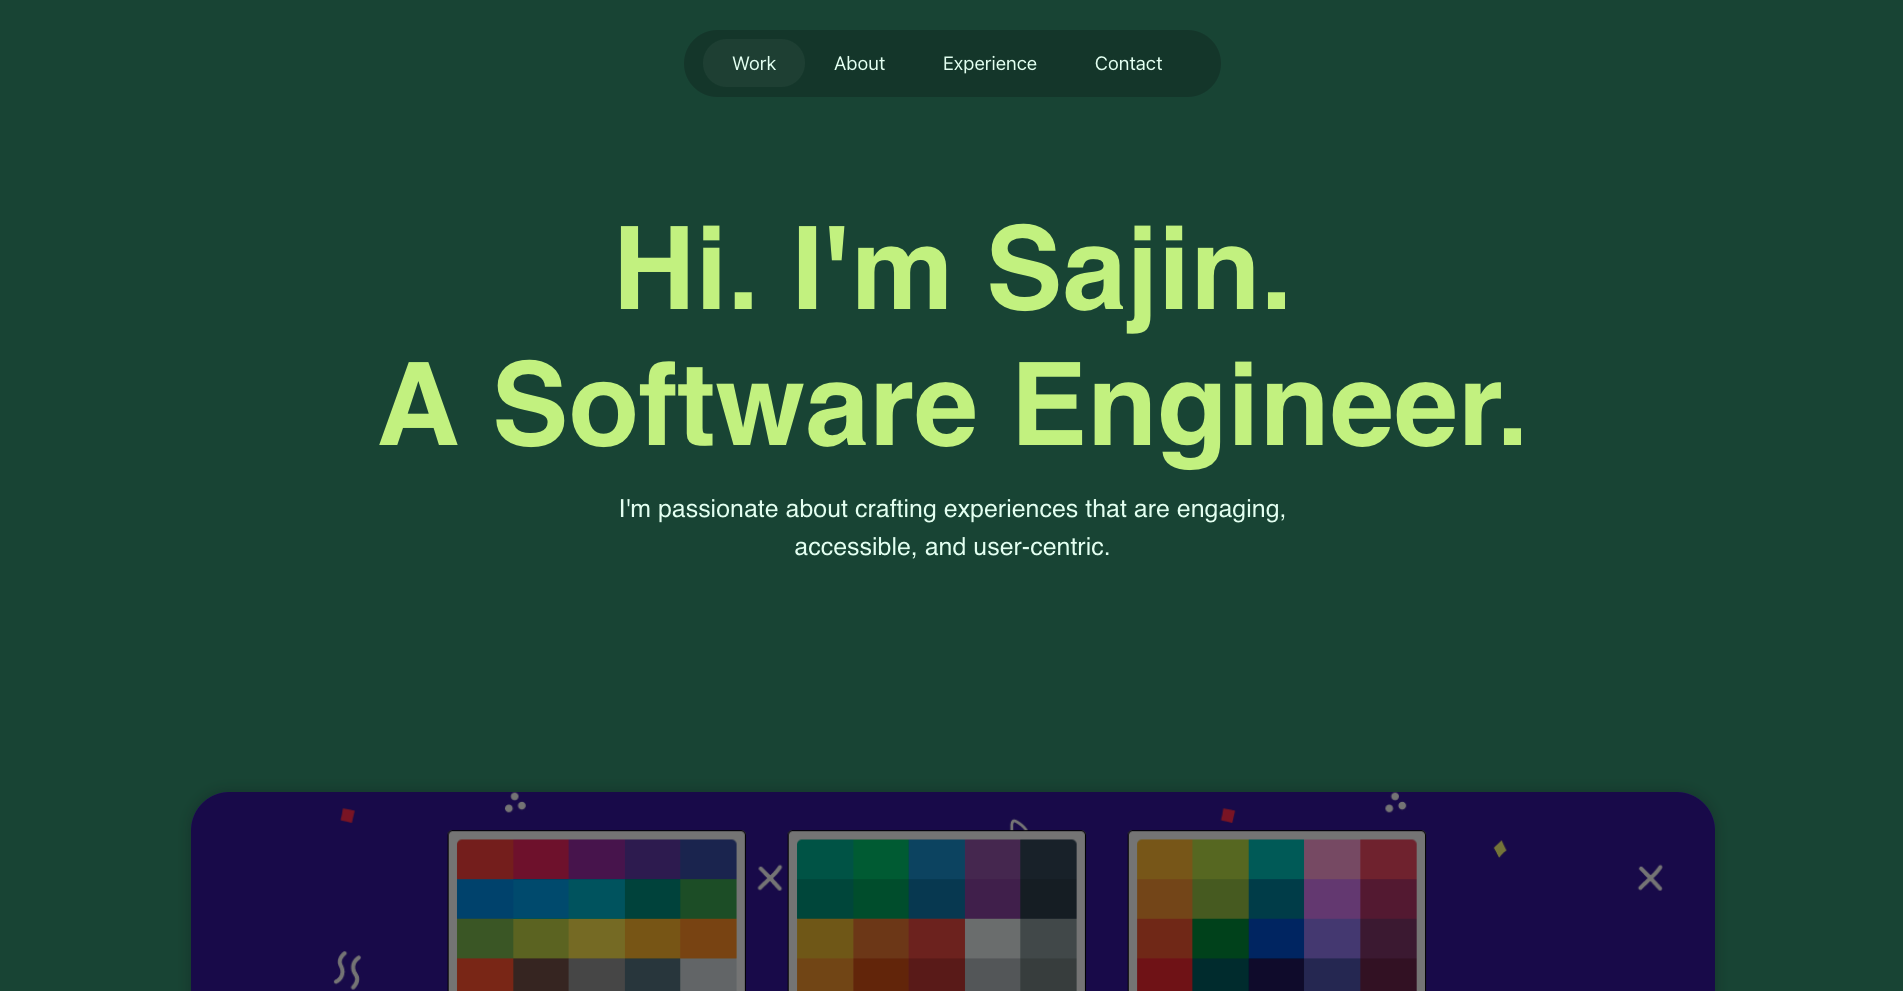 Work About Experience Contact
Hi. I'm Sajin.
A Software Engineer.
I'm passionate about crafting experiences that are engaging,
accessible, and user-centric.